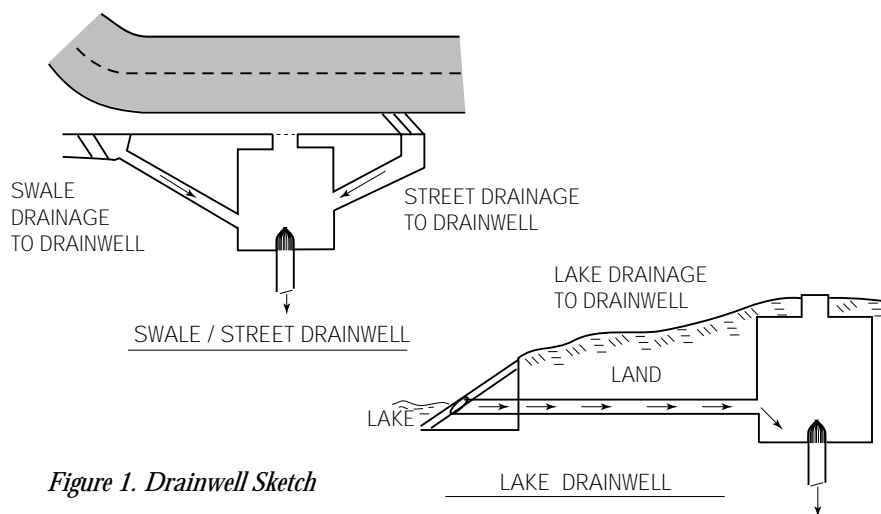 SWALE
DRAINAGE
TO DRAINWELL
STREET DRAINAGE
TO DRAINWELL
SWALE / STREET DRAINWELL
LAKE DRAINAGE
TO DRAINWELL
LAND
LAKE
LAKE DRAINWELL
Figure 1. Drainwell Sketch